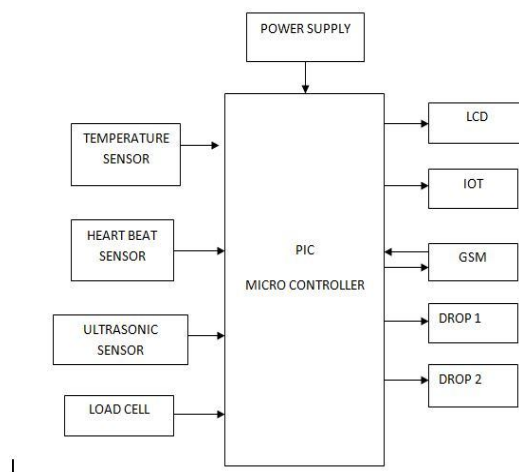 POWER SUPPLY
TEMPERATURE
SENSOR
HEART BEAT
SENSOR
ULTRASONIC
SENSOR
LOAD CELL
PIC
MICRO CONTROLLER
LCD
IOT
GSM
DROP 1
DROP 2